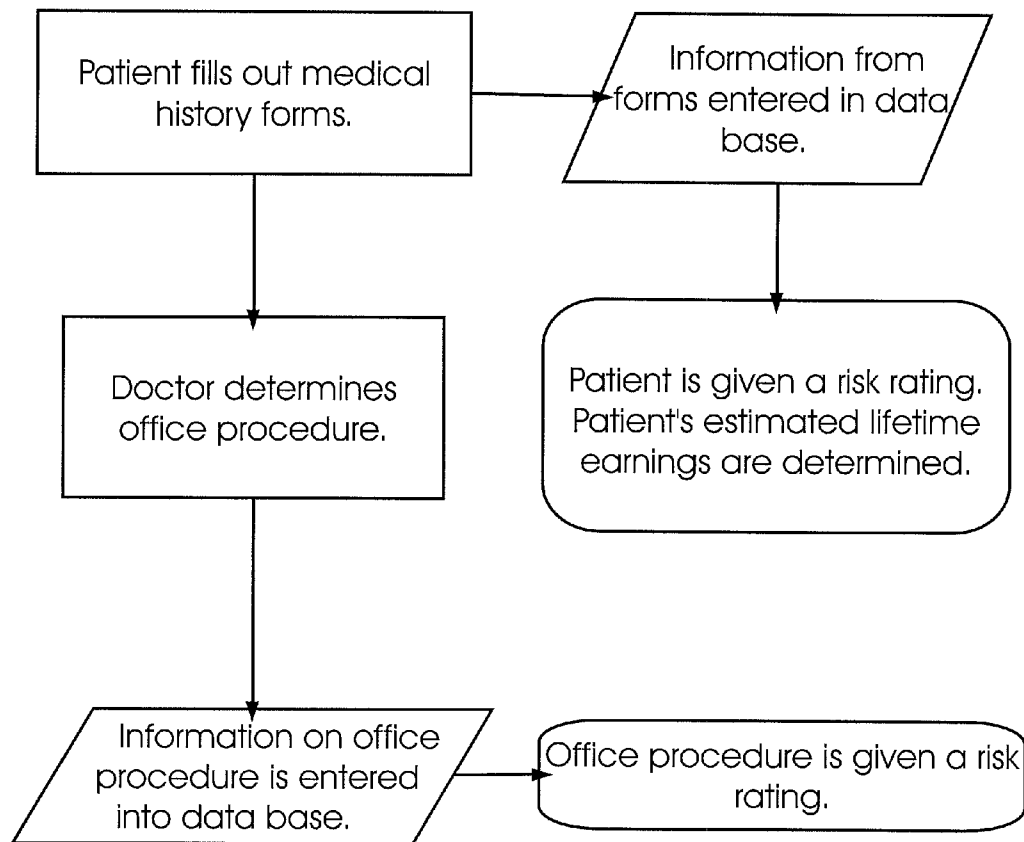 Patient fills out medical
history forms.
Information from
forms entered in data
base.
Doctor determines
office procedure.
Patient is given a risk rating.
Patient's estimated lifetime
earnings are determined.
Information on office
procedure is entered
into data base.
Office procedure is given a risk
rating.